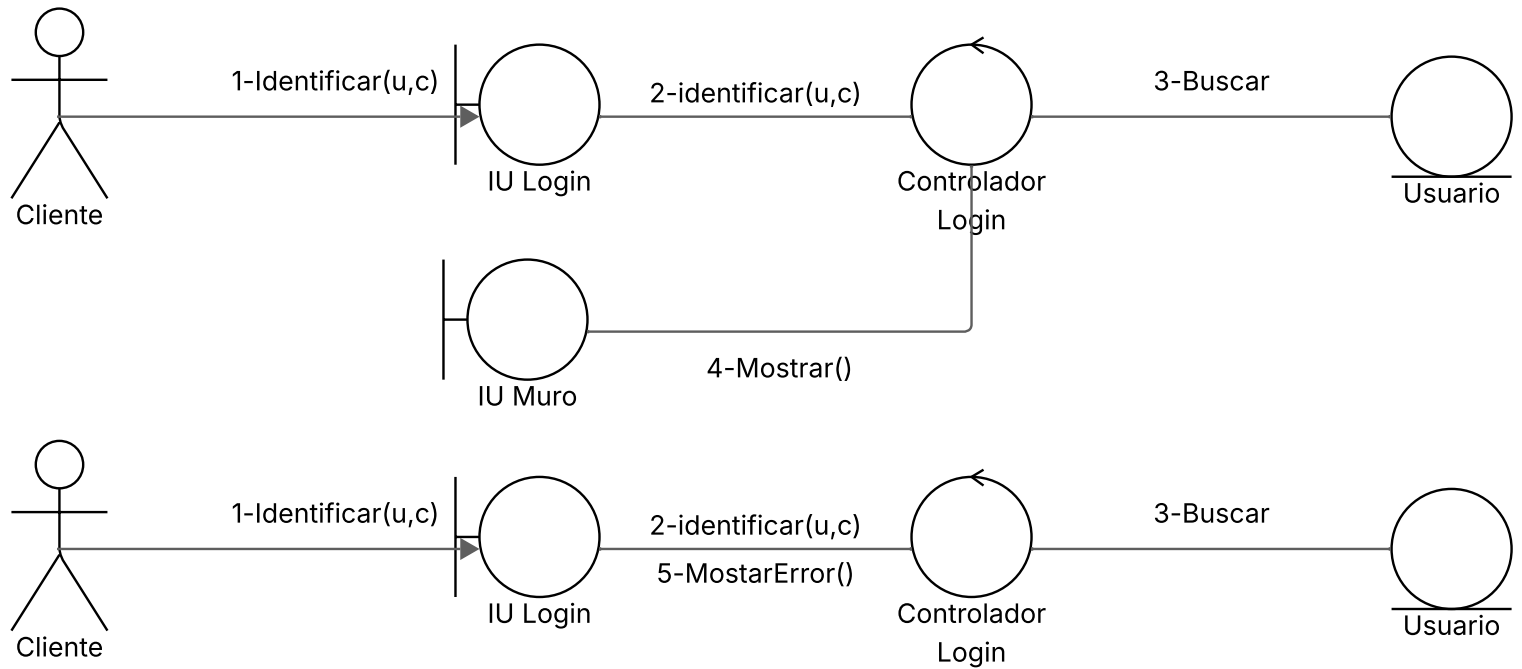 1-Identificar(u,c)
2-identificar(u,c)
3-Buscar
Cliente
IU Login
Controlador
Login
Usuario
IU Muro
4-Mostrar()
1-Identificar(u,c)
2-identificar(u,c)
3-Buscar
5-MostarError()
Cliente
IU Login
Controlador
Login
Usuario